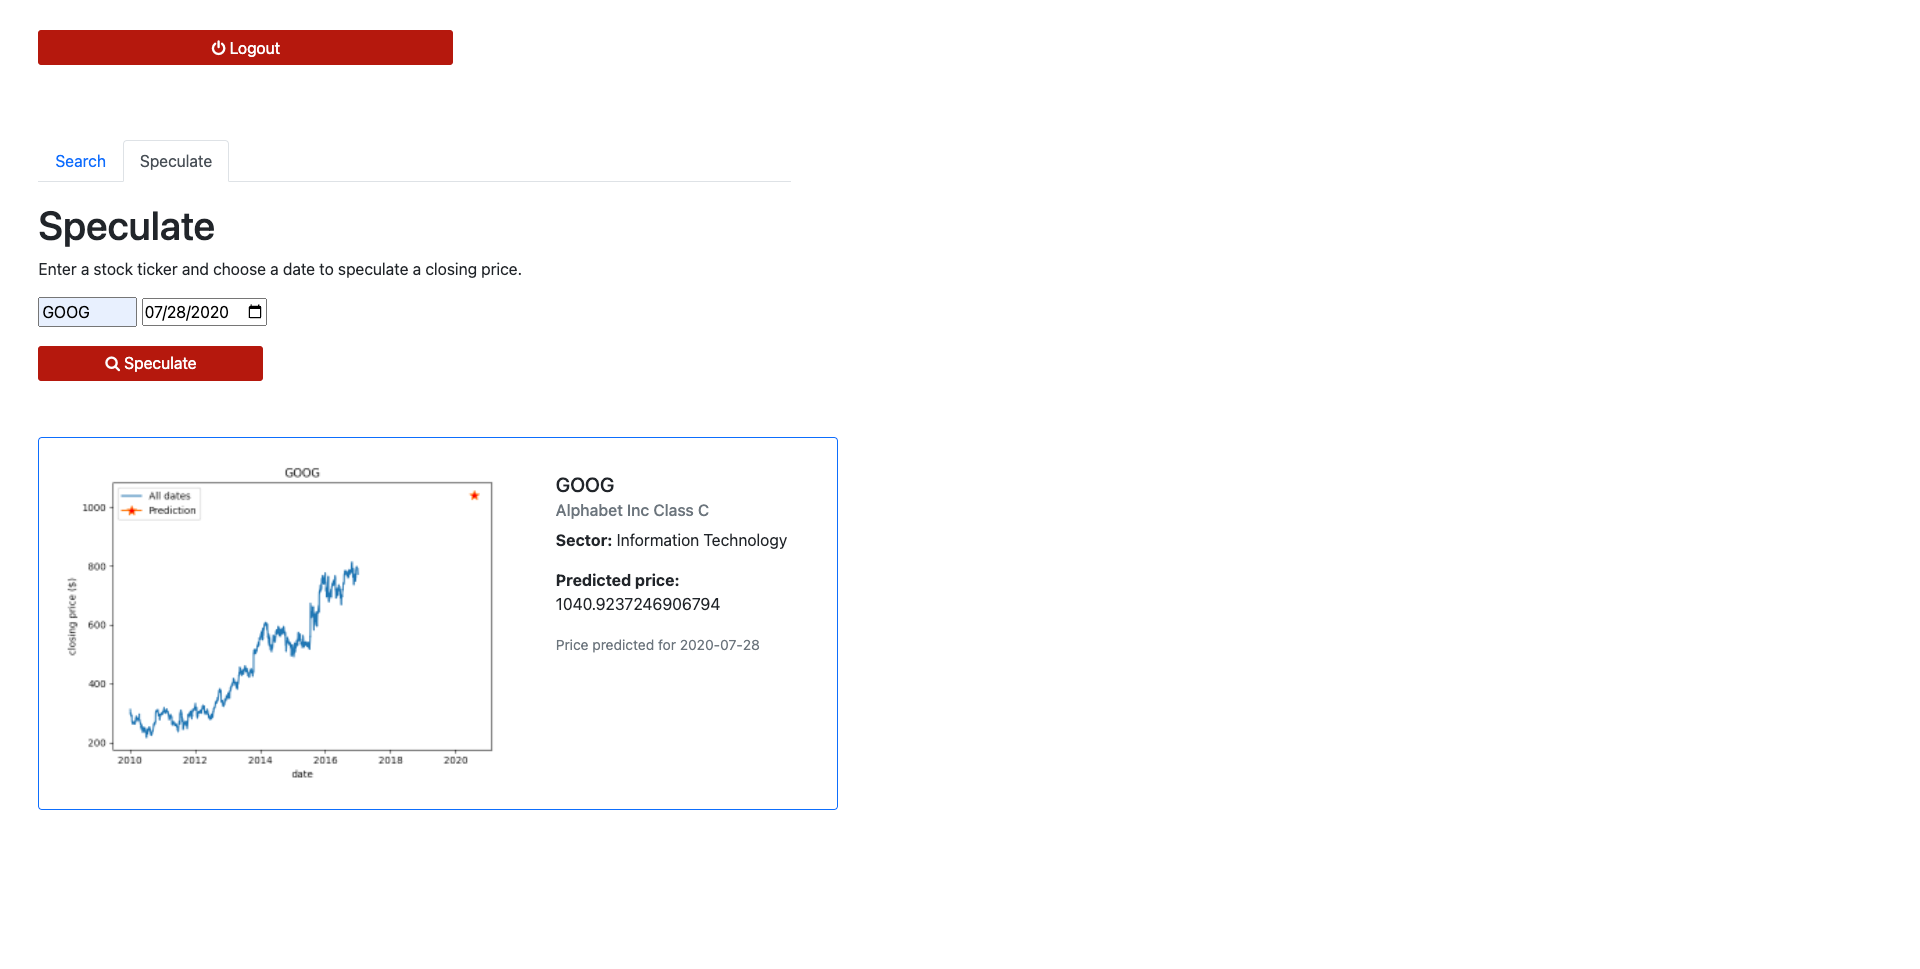 Logout
Search Speculate
Speculate
Enter a stock ticker and choose a date to speculate a closing price.
GOOG 07/28/2020
Speculate
GOOG
All dates
Prediction
1000
800
600
400
200
closing price ($)
2010 2012 2014 2016 2018 2020
date
GOOG
Alphabet Inc Class C
Sector: Information Technology
Predicted price:
1040.9237246906794
Price predicted for 2020-07-28